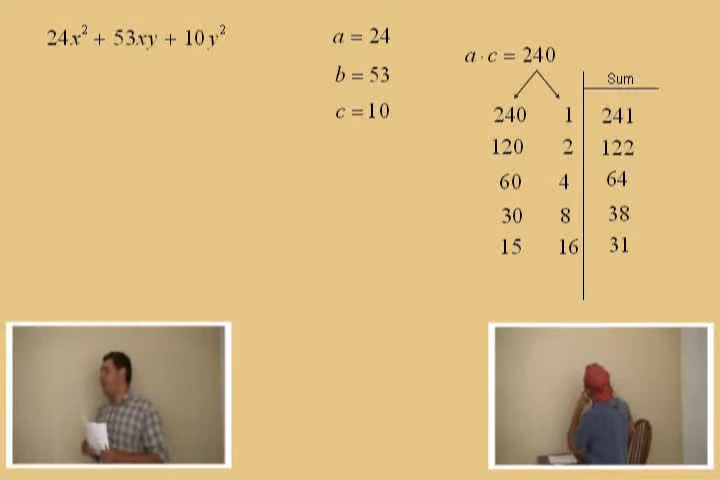 24x² + 53xy + 10y²
a = 24
b = 53
c = 10
a · c = 240
Sum
240 1 241
120 2 122
60 4 64
30 8 38
15 16 31